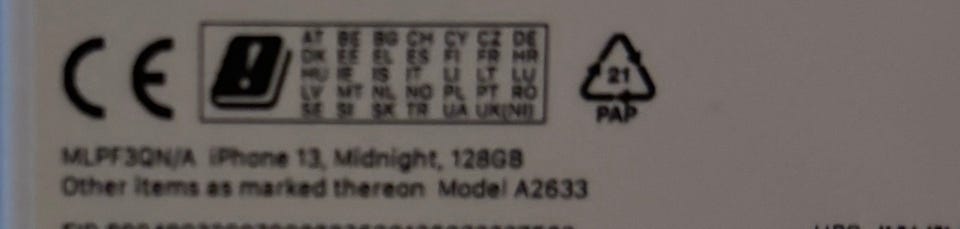 CE
AT BE BG CH CY CZ DE
DK EE EL ES FI FR HR
HU IE IS IT LI LT LU
LV MT NL NO PL PT RO
SE SI SK TR UA UK(NI)
21
PAP
MLPF3QN/A iPhone 13, Midnight, 128GB
Other items as marked thereon Model A2633